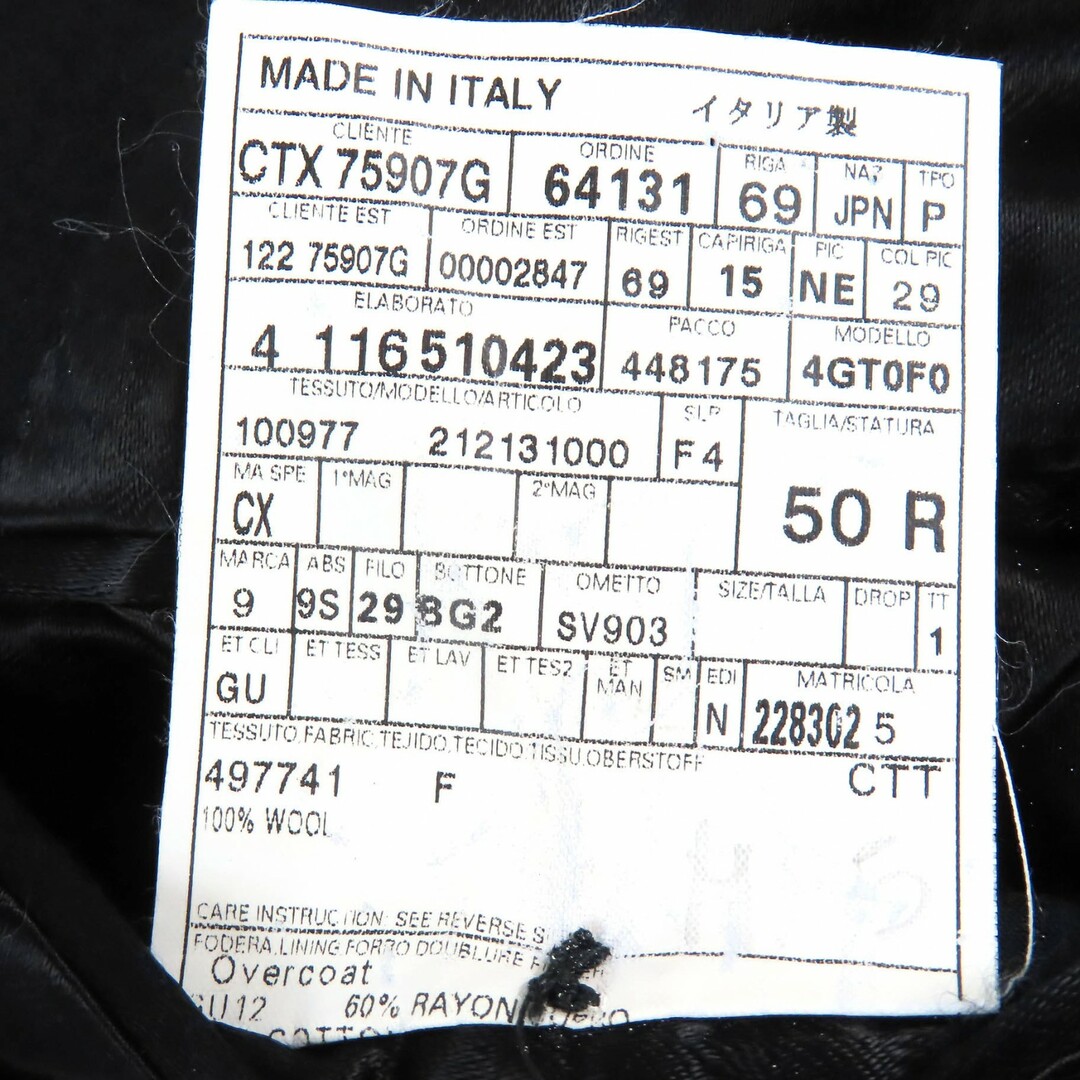 MADE IN ITALY イタリア製
CLIENTE ORDINE RIGA NAZ TPO
CTX 75907G 64131 69 JPN P
CLIENTE EST ORDINE EST RIGEST CAPIRIGA PIC COL PIC
122 75907G 00002847 69 15 NE 29
ELABORATO PACCO MODELLO
4 116 510423 448175 4GT0F0
TESSUTO/MODELLO/ARTICOLO SLP TAGLIA/STATURA
100977 212131000 F4
50 R
MA SPE 1°MAG 2°MAG
CX
MARCA ABS FILO BOTTONE OMETTO SIZE/TALLA DROP TT
9 9S 29 BG2 SV903 1
ET CLI ET TESS ET LAV ET TES2 ET MAN SM EDI MATRICOLA
GU N 228302 5
TESSUTO.FABRIC.TEJIDO.TECIDO.TISSU.OBERSTOFF
497741 F CTT
100% WOOL
CARE INSTRUCTION: SEE REVERSE
FODERA.LINING.FORRO DOUBLURE
Overcoat
60% RAYON